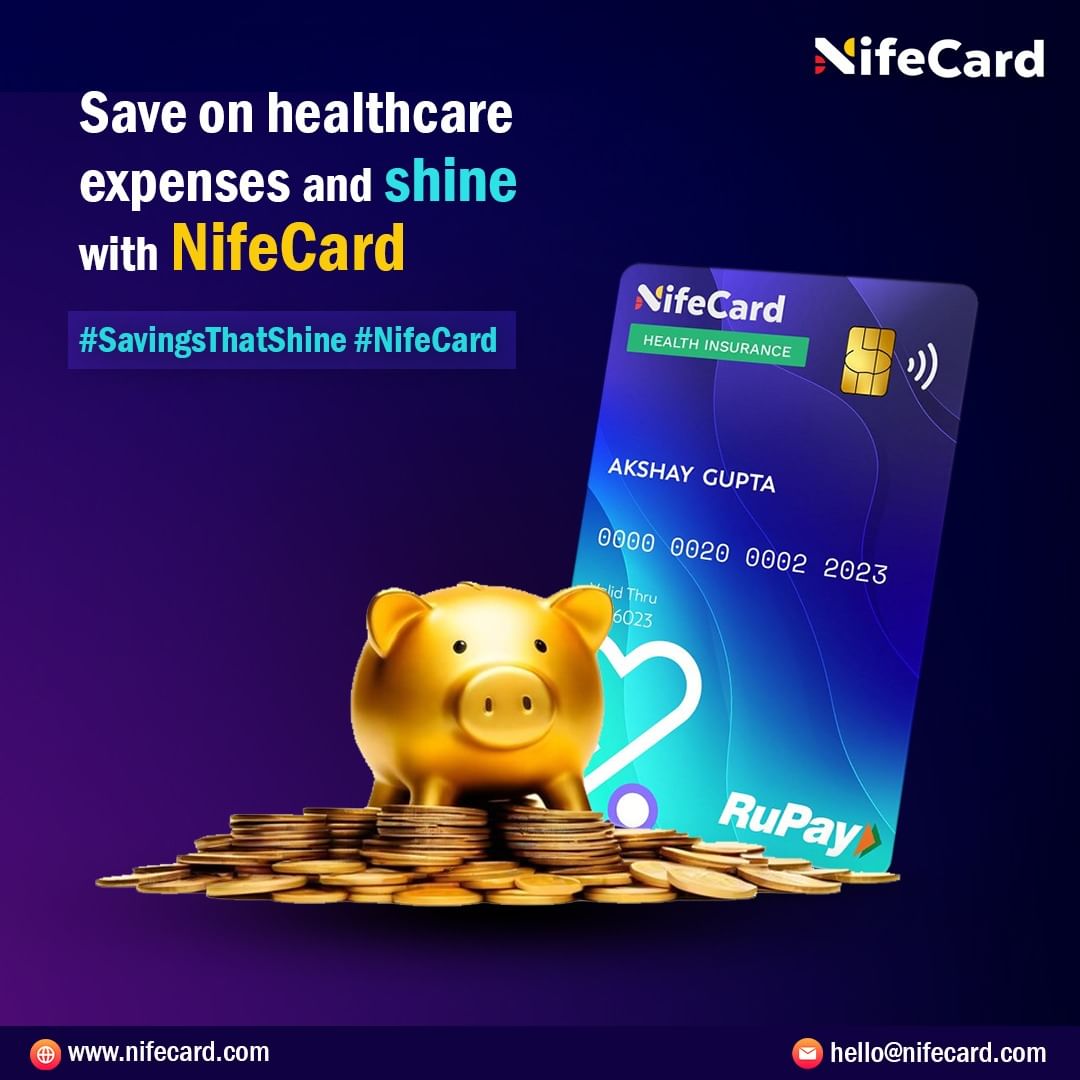 NifeCard
Save on healthcare
expenses and shine
with NifeCard
#SavingsThatShine #NifeCard
NifeCard
HEALTH INSURANCE
AKSHAY GUPTA
0000 0020 0002 2023
Valid Thru
6023
RuPay
www.nifecard.com
hello@nifecard.com